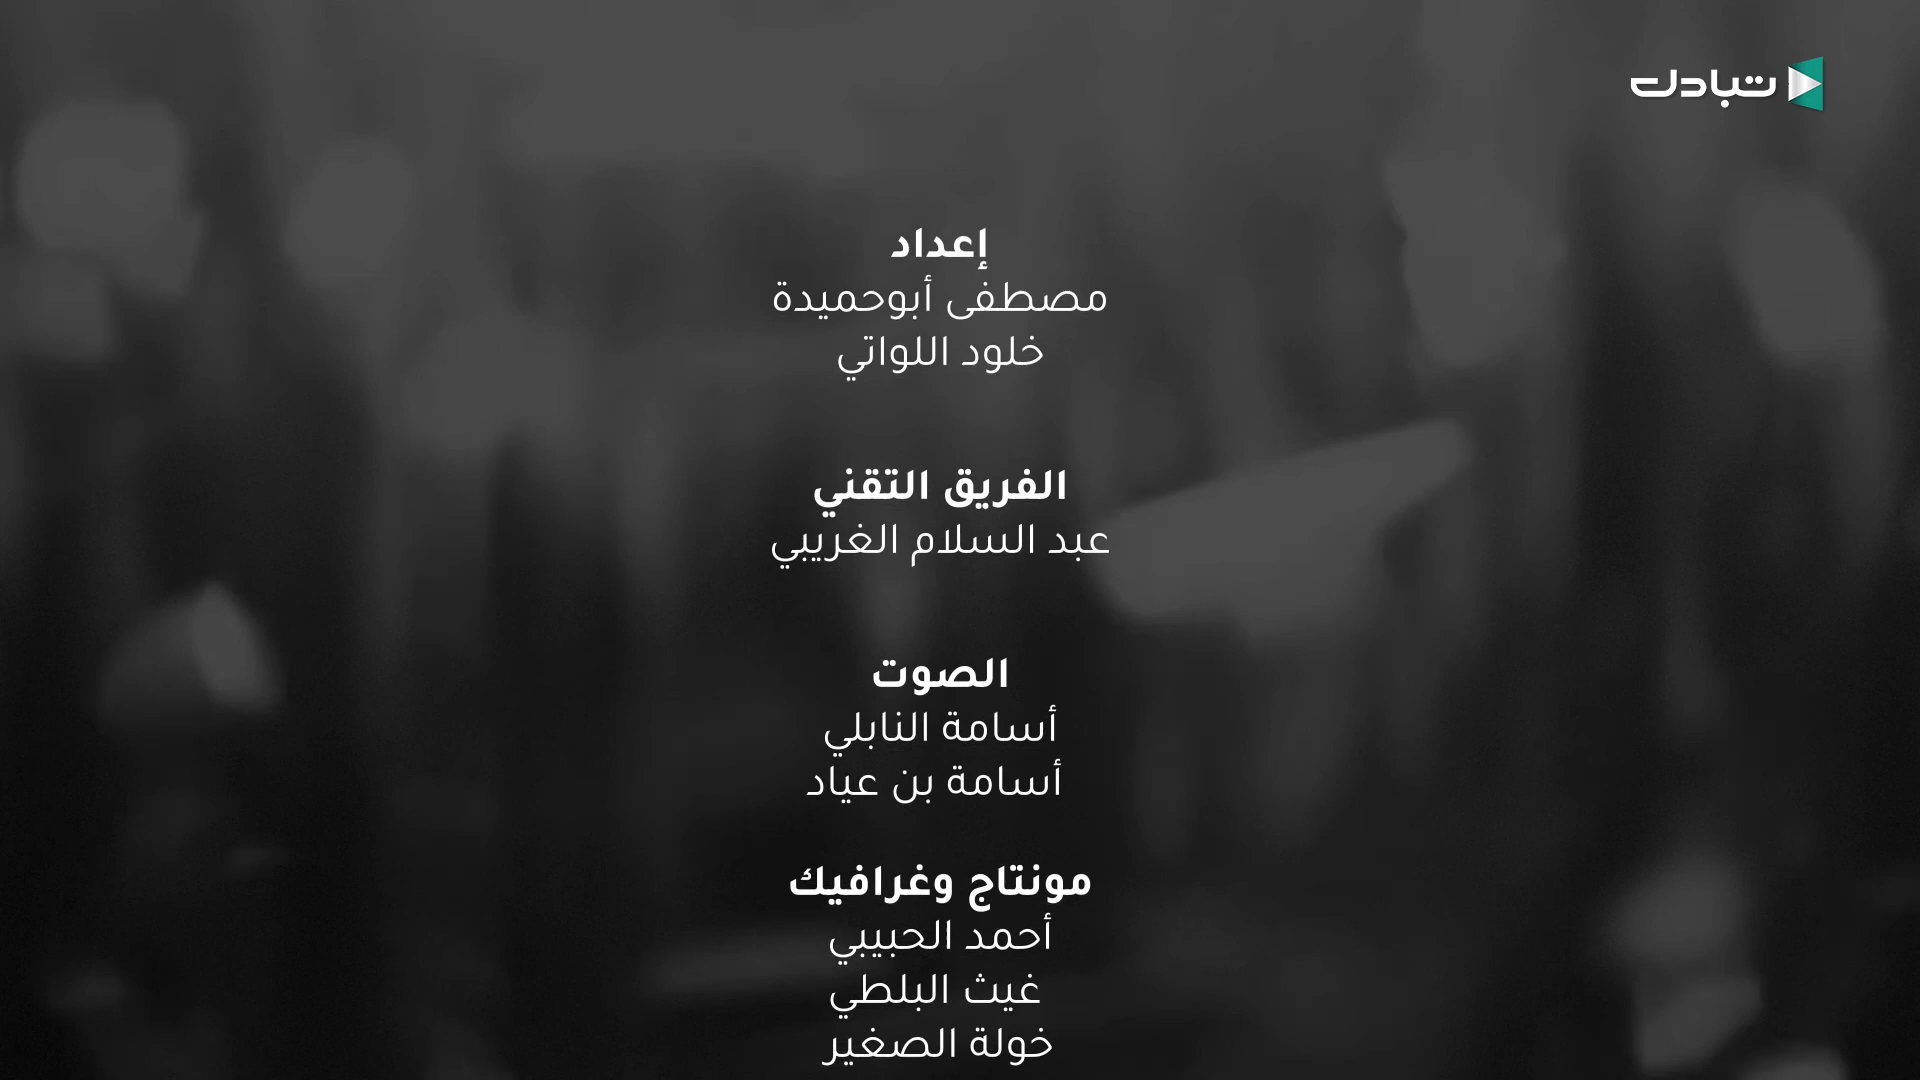 تبادل
إعداد
مصطفى أبوحميدة
خلود اللواتي
الفريق التقني
عبد السلام الغريبي
الصوت
أسامة النابلي
أسامة بن عياد
مونتاج وغرافيك
أحمد الحبيبي
غيث البلطي
خولة الصغير